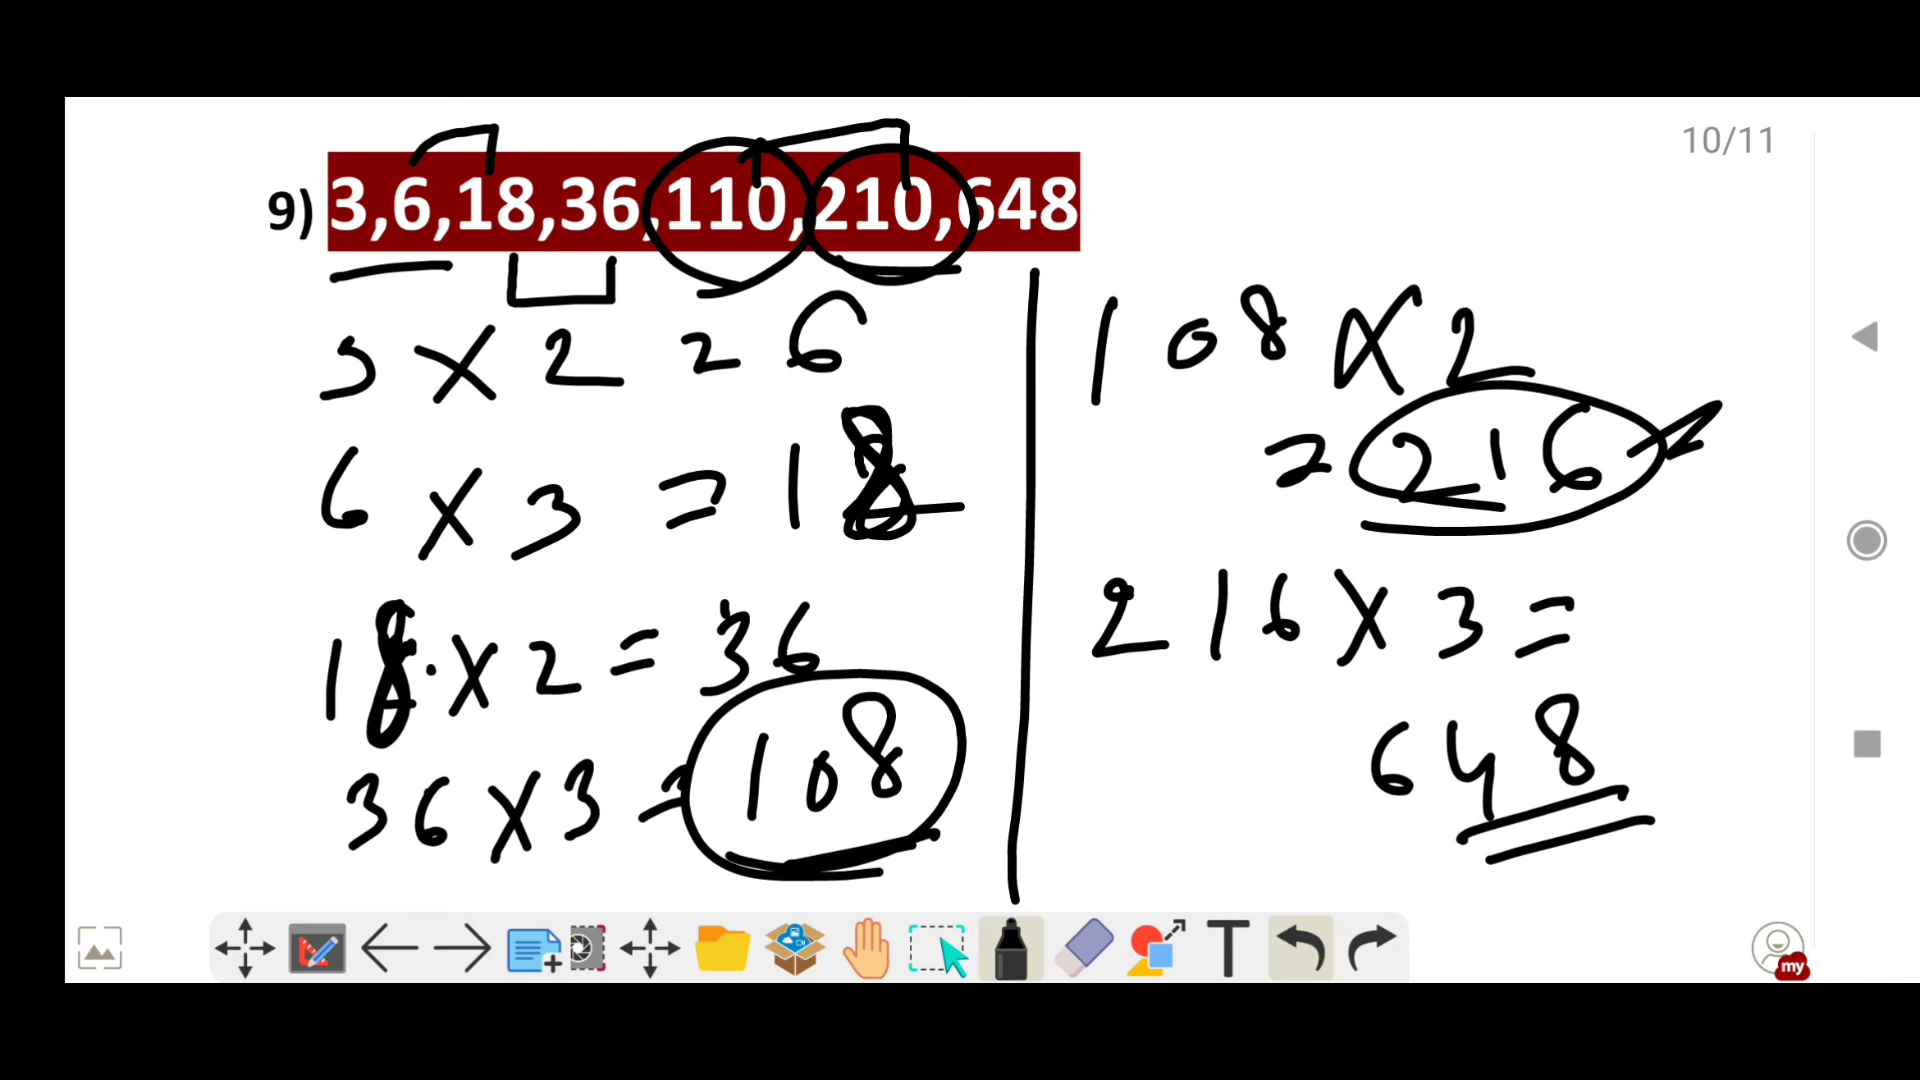 10/11
9) 3,6,18,36,110,210,648
3 X 2 = 6
6 X 3 = 18
18 . X 2 = 36
36 X 3 = 108
108 X 2
= 216
216 X 3 =
648
T
my